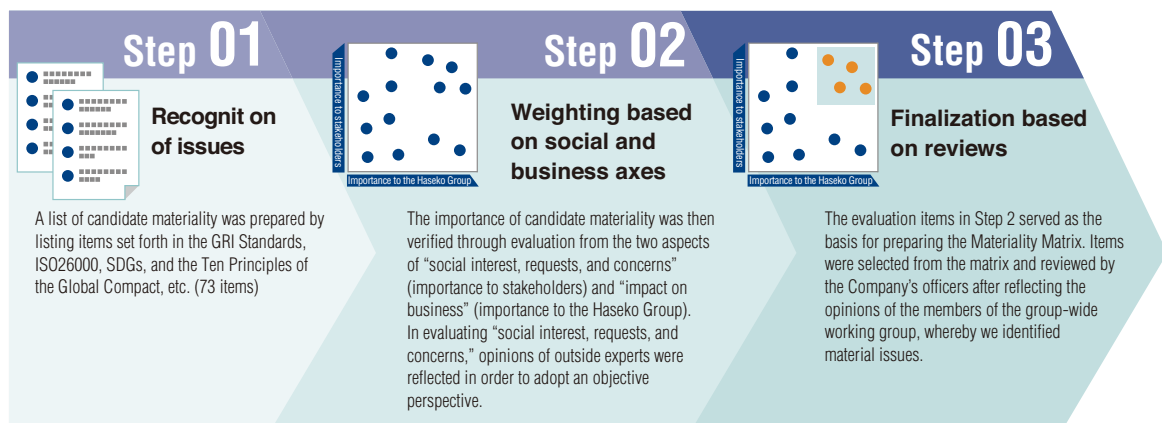 Step 01
Recognit on
of issues
A list of candidate materiality was prepared by
listing items set forth in the GRI Standards,
ISO26000, SDGs, and the Ten Principles of
the Global Compact, etc. (73 items)
Step 02
Importance to stakeholders
Importance to the Haseko Group
Weighting based
on social and
business axes
The importance of candidate materiality was then
verified through evaluation from the two aspects
of “social interest, requests, and concerns”
(importance to stakeholders) and “impact on
business” (importance to the Haseko Group).
In evaluating “social interest, requests, and
concerns,” opinions of outside experts were
reflected in order to adopt an objective
perspective.
Step 03
Importance to stakeholders
Importance to the Haseko Group
Finalization based
on reviews
The evaluation items in Step 2 served as the
basis for preparing the Materiality Matrix. Items
were selected from the matrix and reviewed by
the Company’s officers after reflecting the
opinions of the members of the group-wide
working group, whereby we identified
material issues.